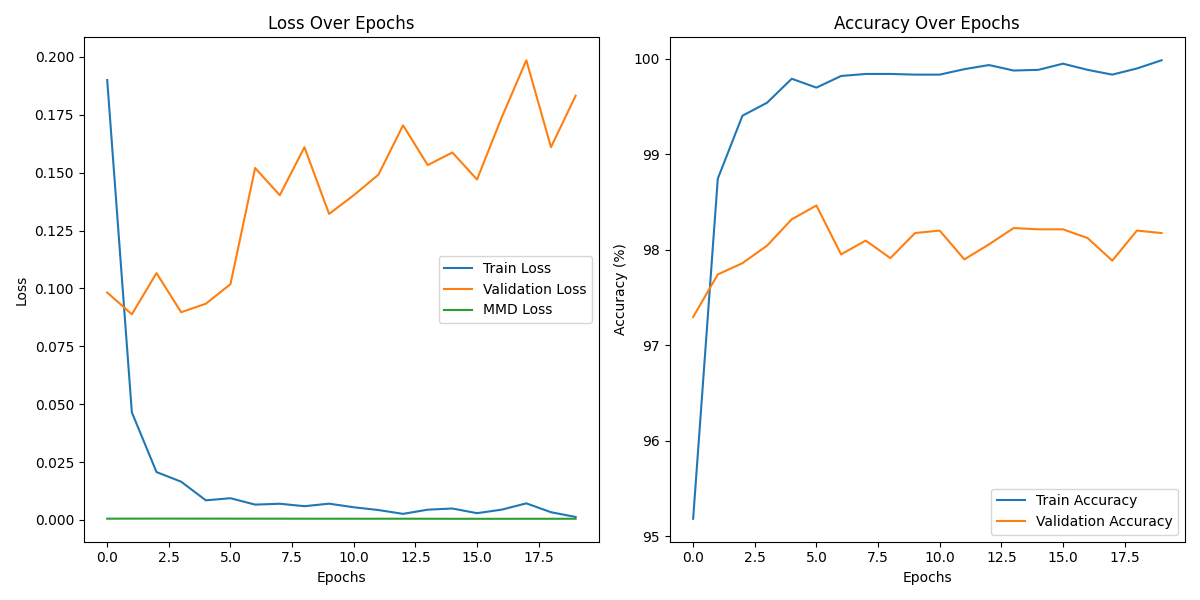 Loss Over Epochs
Loss
0.200
0.175
0.150
0.125
0.100
0.075
0.050
0.025
0.000
Train Loss
Validation Loss
MMD Loss
0.0 2.5 5.0 7.5 10.0 12.5 15.0 17.5
Epochs
Accuracy Over Epochs
Accuracy (%)
100
99
98
97
96
95
Train Accuracy
Validation Accuracy
0.0 2.5 5.0 7.5 10.0 12.5 15.0 17.5
Epochs